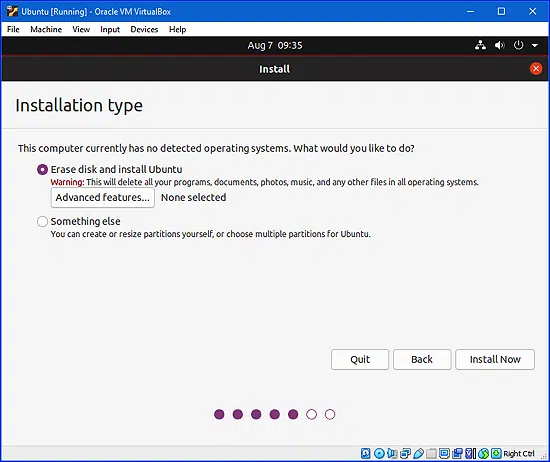 Ubuntu [Running] - Oracle VM VirtualBox
File Machine View Input Devices Help
Aug 7 09:35
Install
Installation type
This computer currently has no detected operating systems. What would you like to do?
Erase disk and install Ubuntu
Warning: This will delete all your programs, documents, photos, music, and any other files in all operating systems.
Advanced features... None selected
Something else
You can create or resize partitions yourself, or choose multiple partitions for Ubuntu.
Quit Back Install Now
Right Ctrl